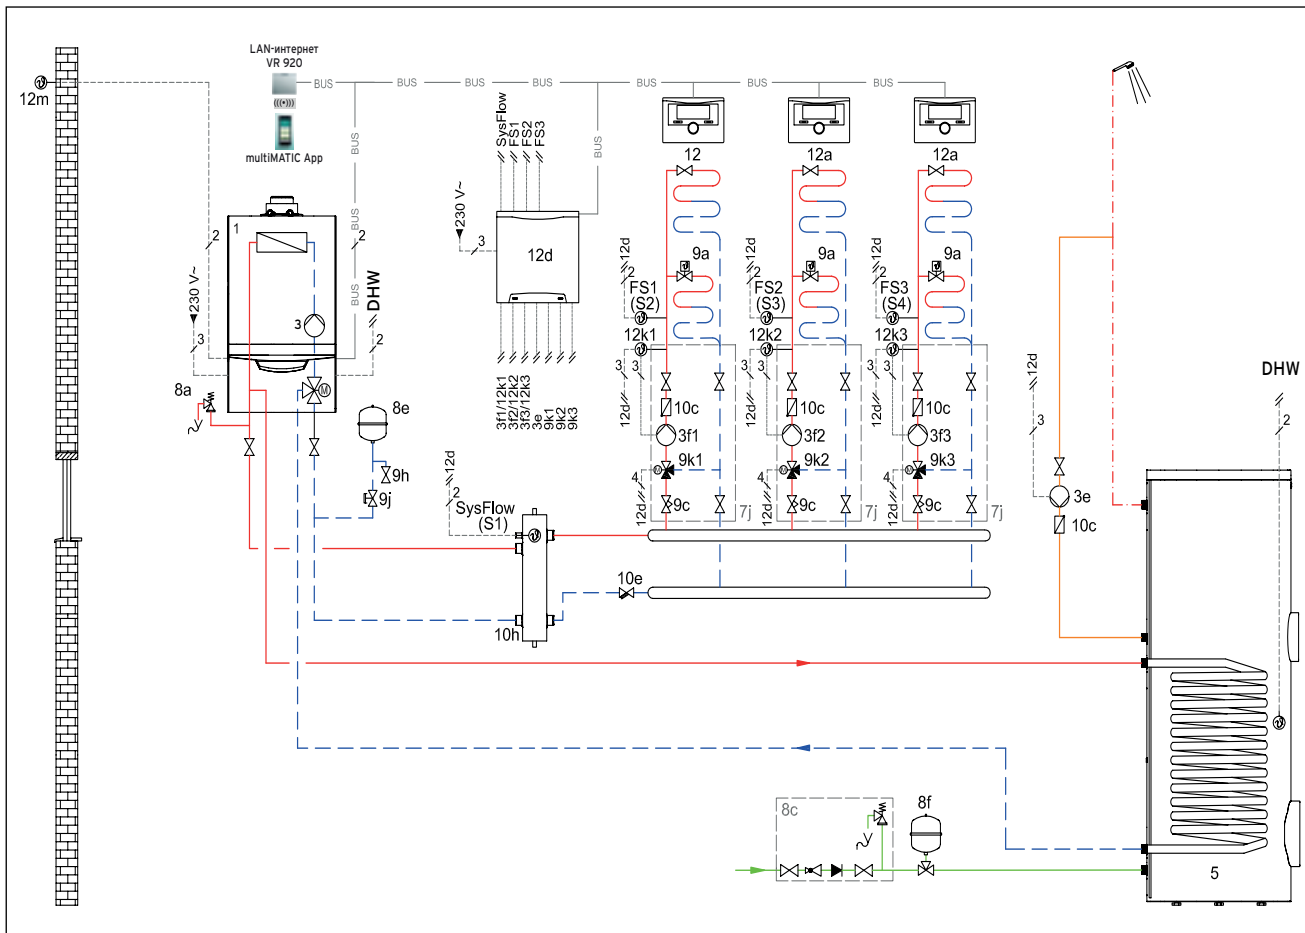 LAN-интернет
VR 920
BUS BUS BUS BUS BUS BUS BUS BUS BUS
12m
((•))
multiMATIC App
BUS
BUS
BUS
BUS
SysFlow
FS1
FS2
FS3
12 12a 12a
1
2
2
230 V~
3
DHW
2
3
230 V~
3
12d
12d
2
FS1
(S2)
9a
12d
2
FS2
(S3)
9a
12d
2
FS3
(S4)
9a
12k1 12k2 12k3
3 3 3 3 3 3
12d 12d 12d
10c 10c 10c
3f1 3f2 3f3
M 9k1 M 9k2 M 9k3
4 4 4
12d 12d 12d
9c 9c 9c
7j 7j
3f1/12k1
3f2/12k2
3f3/12k3
3e
9k1
9k2
9k3
8a
M
8e
9h
9j
12d
2
SysFlow
(S1)
10h
10e
12d
3
3e
10c
DHW
2
8c
8f
5